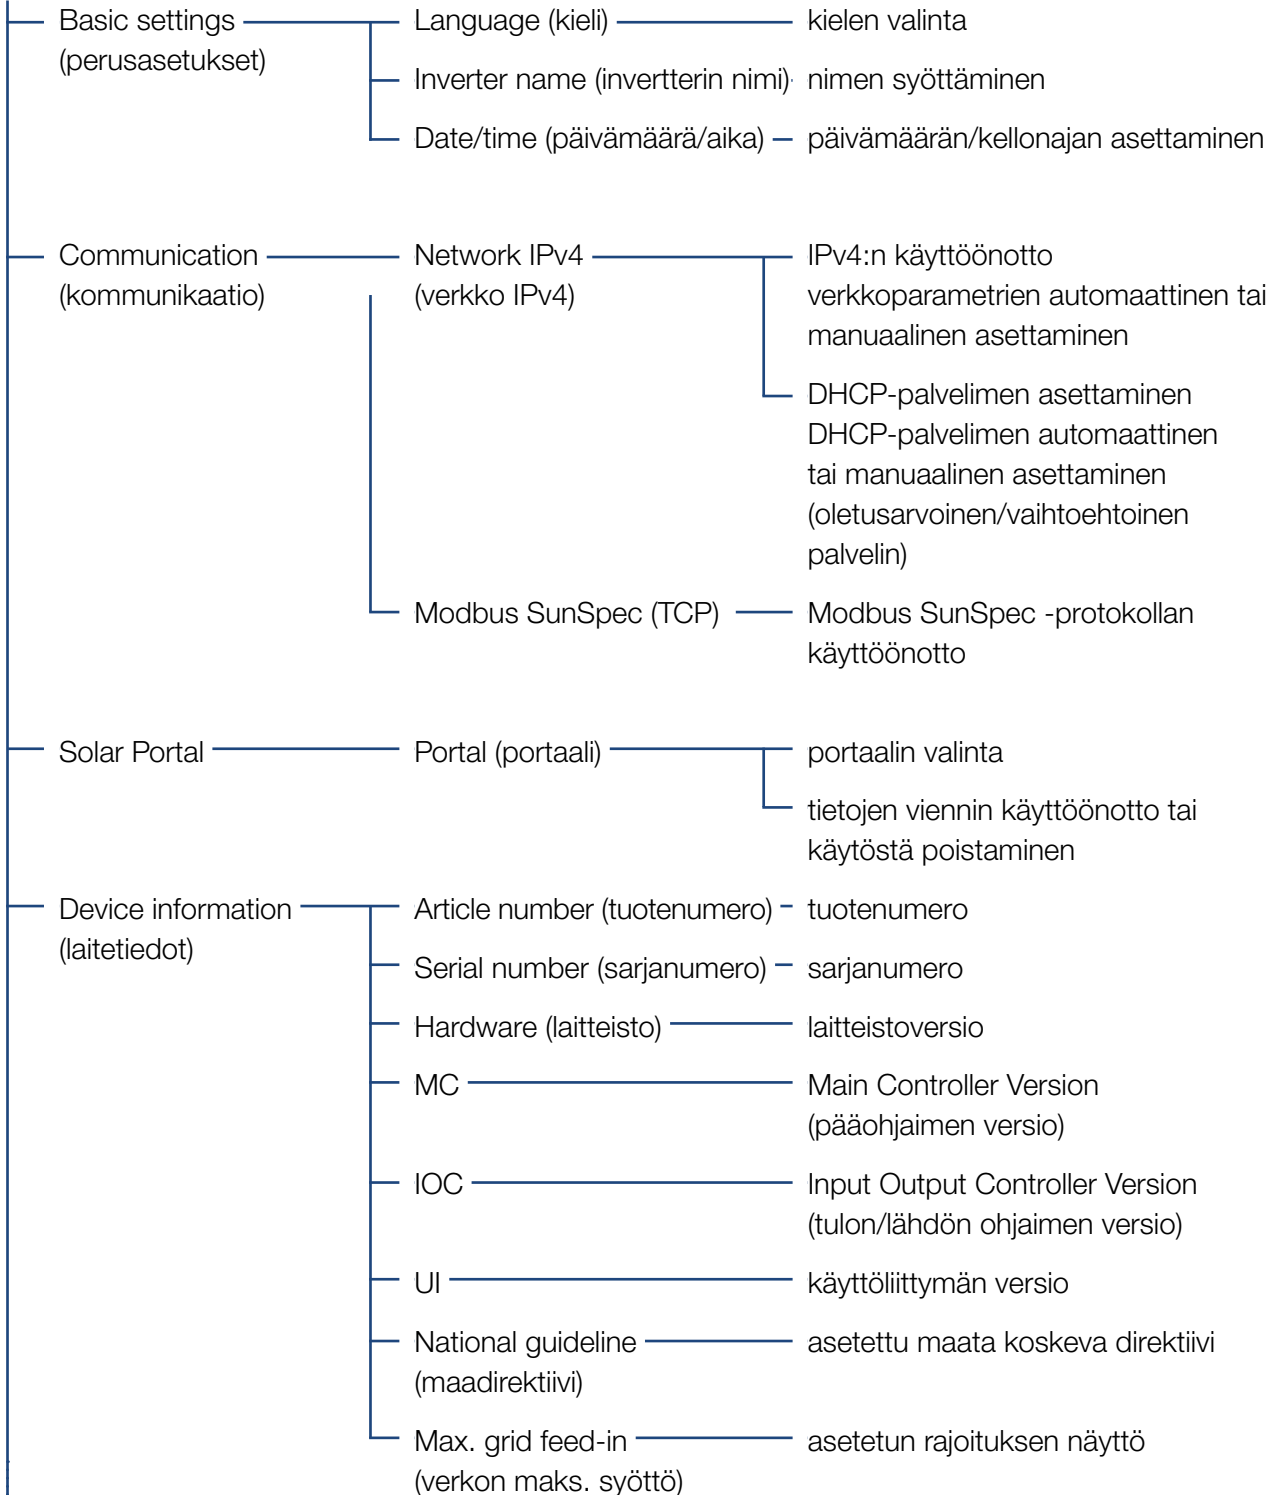 Basic settings
(perusasetukset)
Language (kieli)
kielen valinta
Inverter name (invertterin nimi)
nimen syöttäminen
Date/time (päivämäärä/aika)
päivämäärän/kellonajan asettaminen
Communication
(kommunikaatio)
Network IPv4
(verkko IPv4)
IPv4:n käyttöönotto
verkkoparametrien automaattinen tai
manuaalinen asettaminen
DHCP-palvelimen asettaminen
DHCP-palvelimen automaattinen
tai manuaalinen asettaminen
(oletusarvoinen/vaihtoehtoinen
palvelin)
Modbus SunSpec (TCP)
Modbus SunSpec -protokollan
käyttöönotto
Solar Portal
Portal (portaali)
portaalin valinta
tietojen viennin käyttöönotto tai
käytöstä poistaminen
Device information
(laitetiedot)
Article number (tuotenumero)
tuotenumero
Serial number (sarjanumero)
sarjanumero
Hardware (laitteisto)
laitteistoversio
MC
Main Controller Version
(pääohjaimen versio)
IOC
Input Output Controller Version
(tulon/lähdön ohjaimen versio)
UI
käyttöliittymän versio
National guideline
(maadirektiivi)
asetettu maata koskeva direktiivi
Max. grid feed-in
(verkon maks. syöttö)
asetetun rajoituksen näyttö